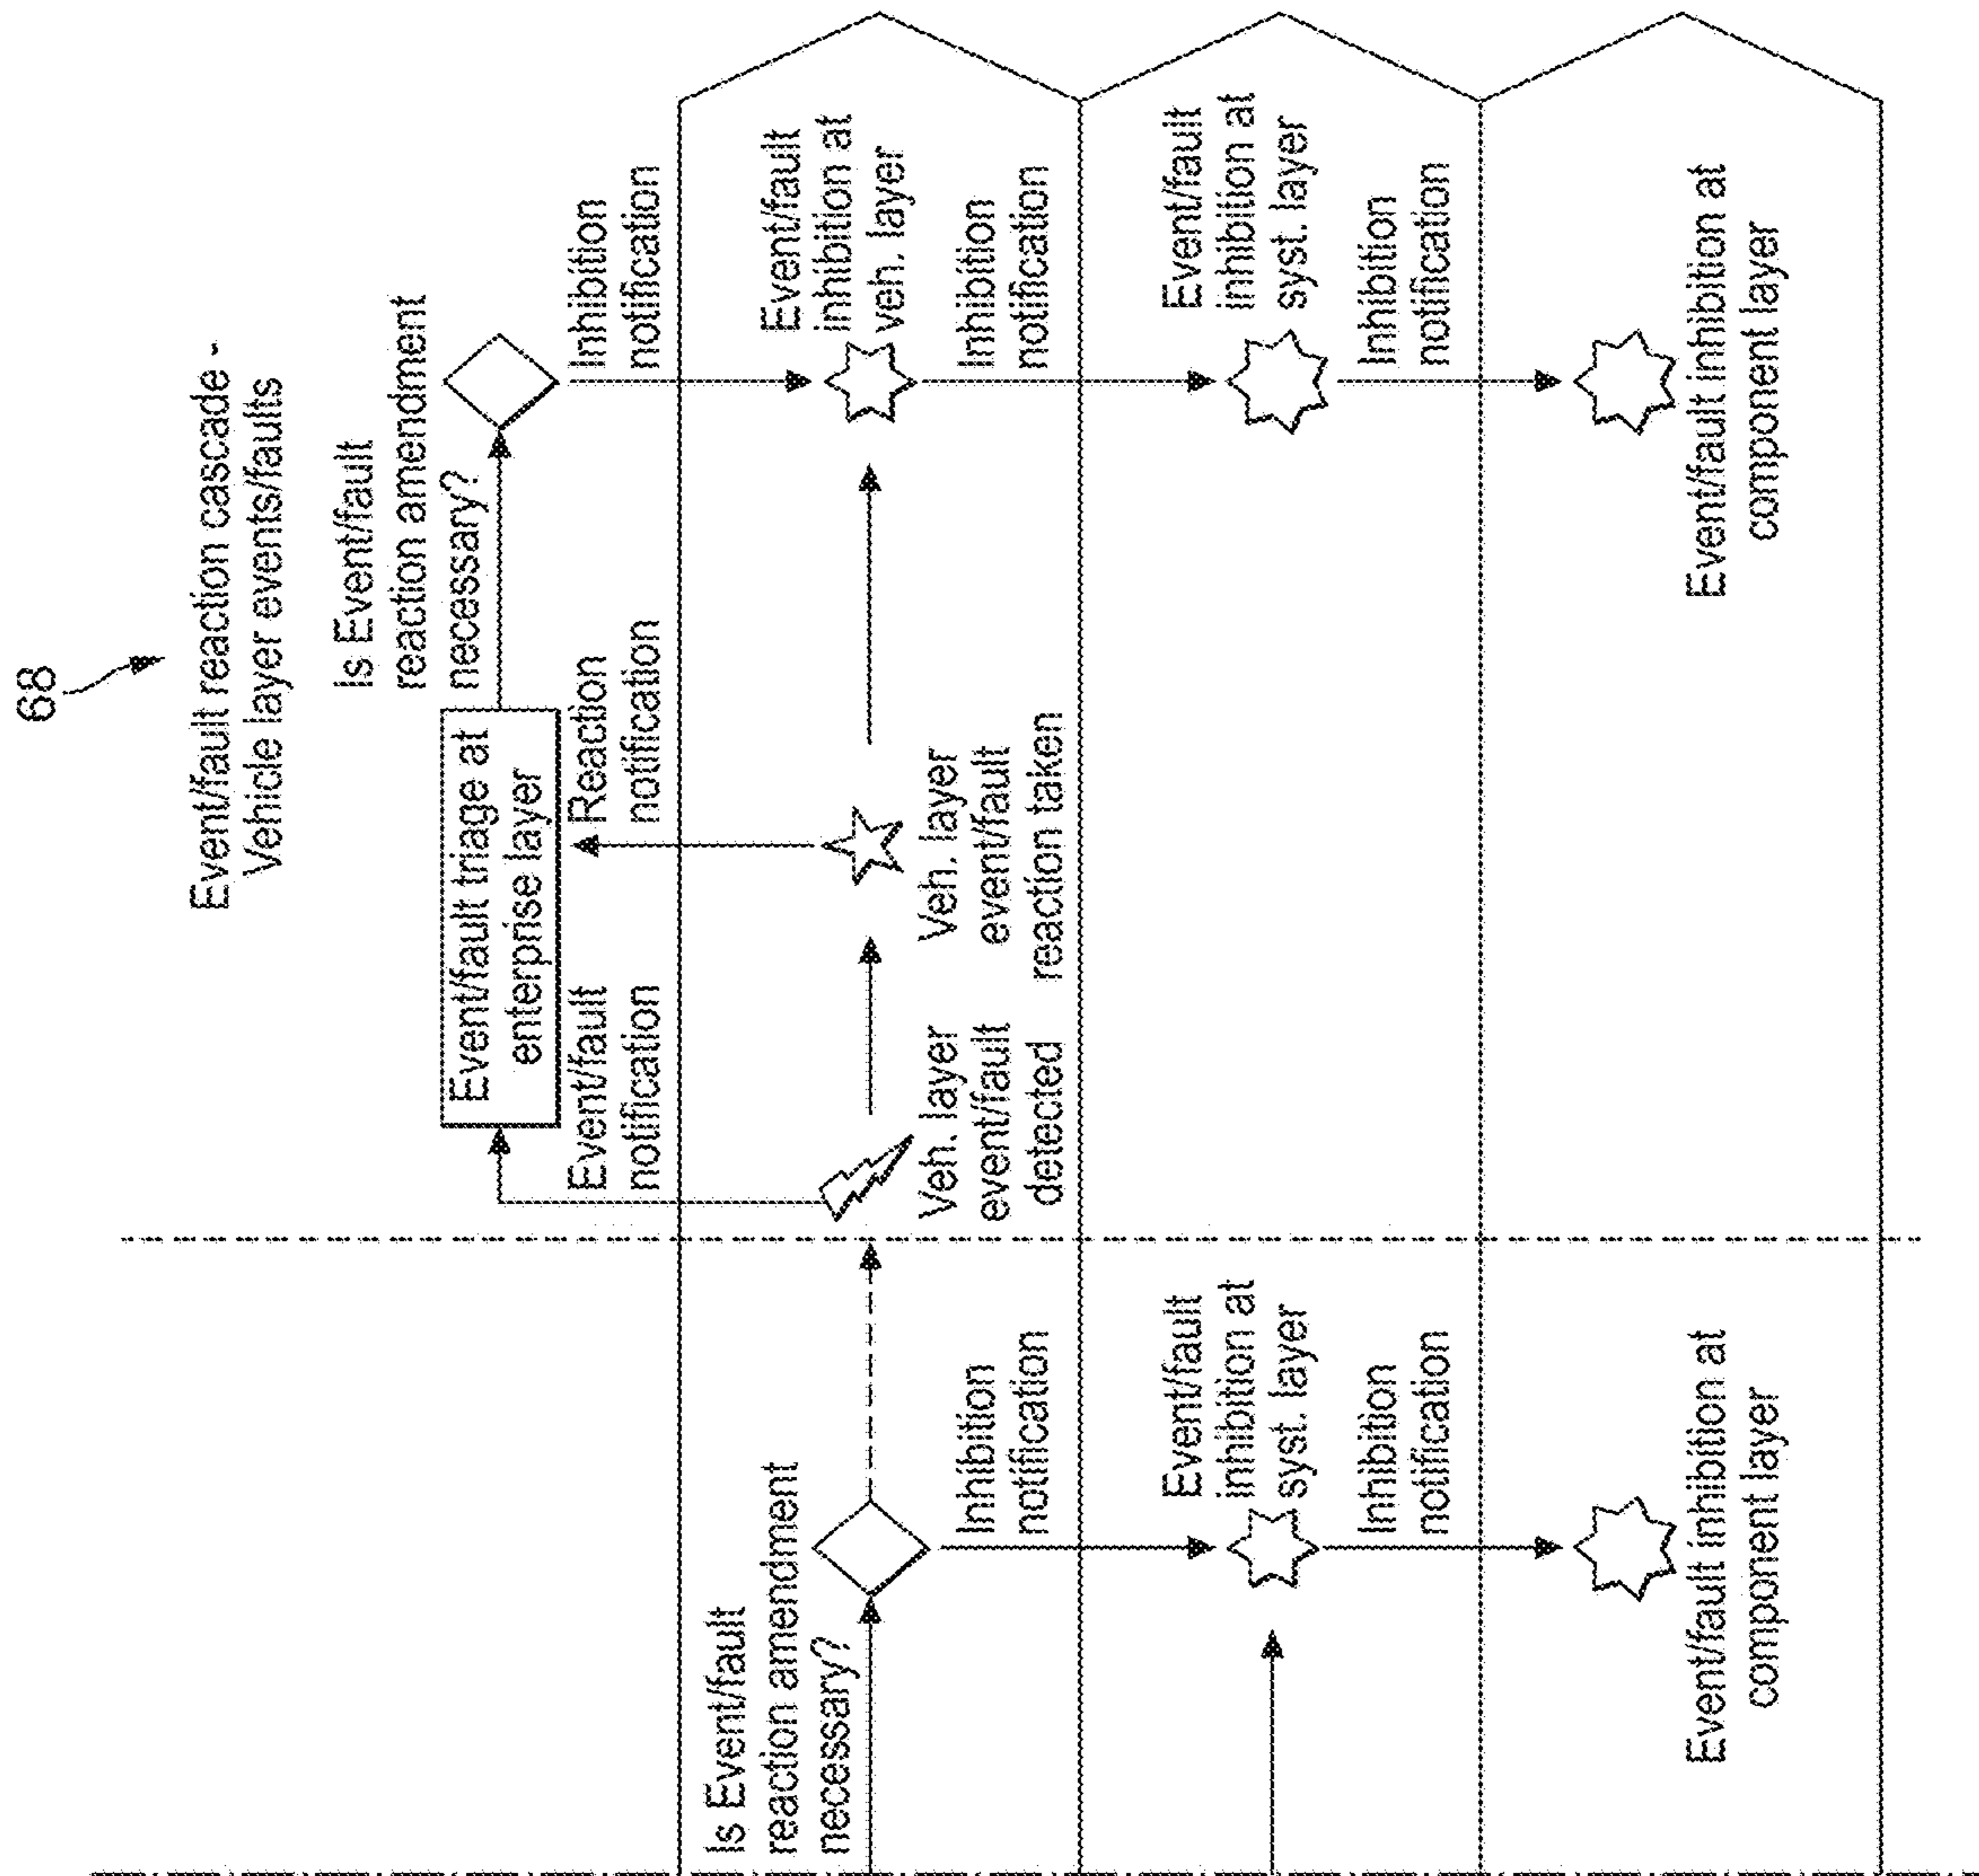 68
Event/fault reaction cascade -
Vehicle layer events/faults
Is Event/fault
reaction amendment
necessary?
Event/fault triage at
enterprise layer
Event/fault
notification
Reaction
notification
Inhibition
notification
Is Event/fault
reaction amendment
necessary?
Veh. layer
event/fault
detected
Veh. layer
event/fault
reaction taken
Event/fault
inhibition at
veh. layer
Inhibition
notification
Inhibition
notification
Event/fault
inhibition at
syst. layer
Event/fault
inhibition at
syst. layer
Inhibition
notification
Inhibition
notification
Event/fault inhibition at
component layer
Event/fault inhibition at
component layer